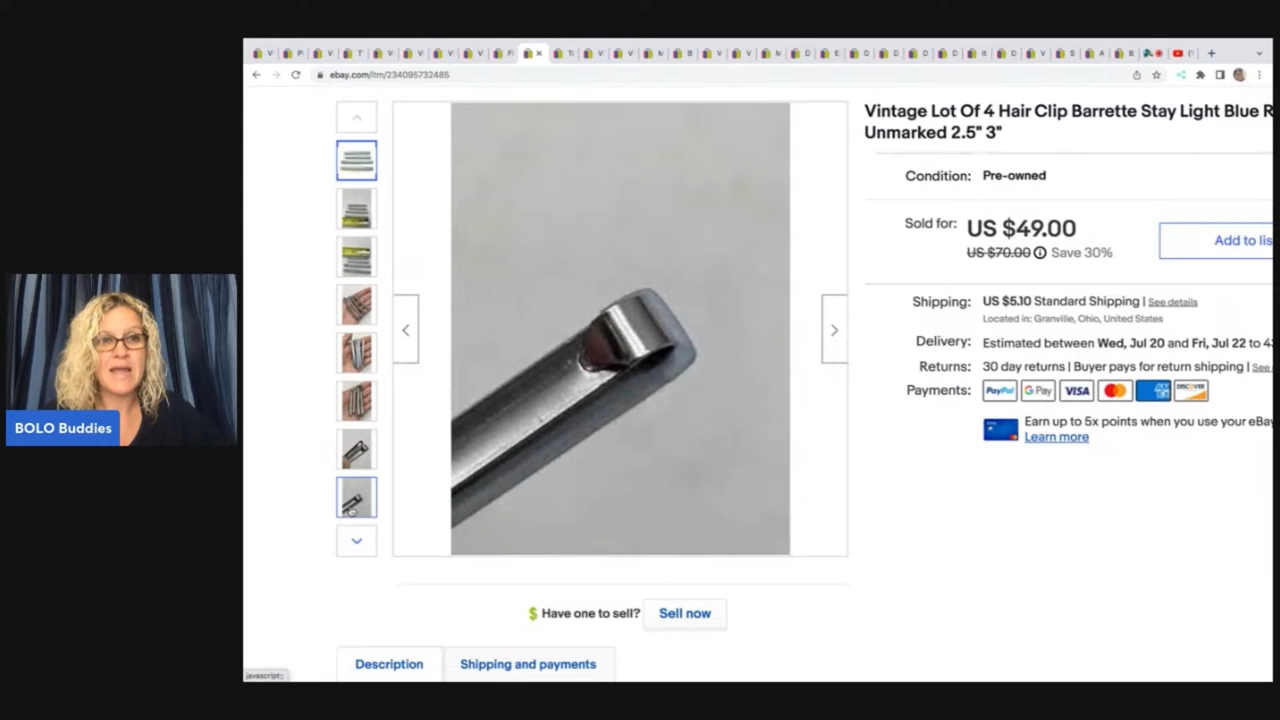 ebay.com/itm/234095732485
Vintage Lot Of 4 Hair Clip Barrette Stay Light Blue R
Unmarked 2.5" 3"
Condition: Pre-owned
Sold for: US $49.00
US $70.00 Save 30%
Add to lis
Shipping: US $5.10 Standard Shipping | See details
Located in: Granville, Ohio, United States
Delivery: Estimated between Wed, Jul 20 and Fri, Jul 22 to 43
Returns: 30 day returns | Buyer pays for return shipping | See
Payments: PayPal G Pay VISA DISCOVER
Earn up to 5x points when you use your eBay
Learn more
BOLO Buddies
$ Have one to sell? Sell now
Description Shipping and payments
javascript:;